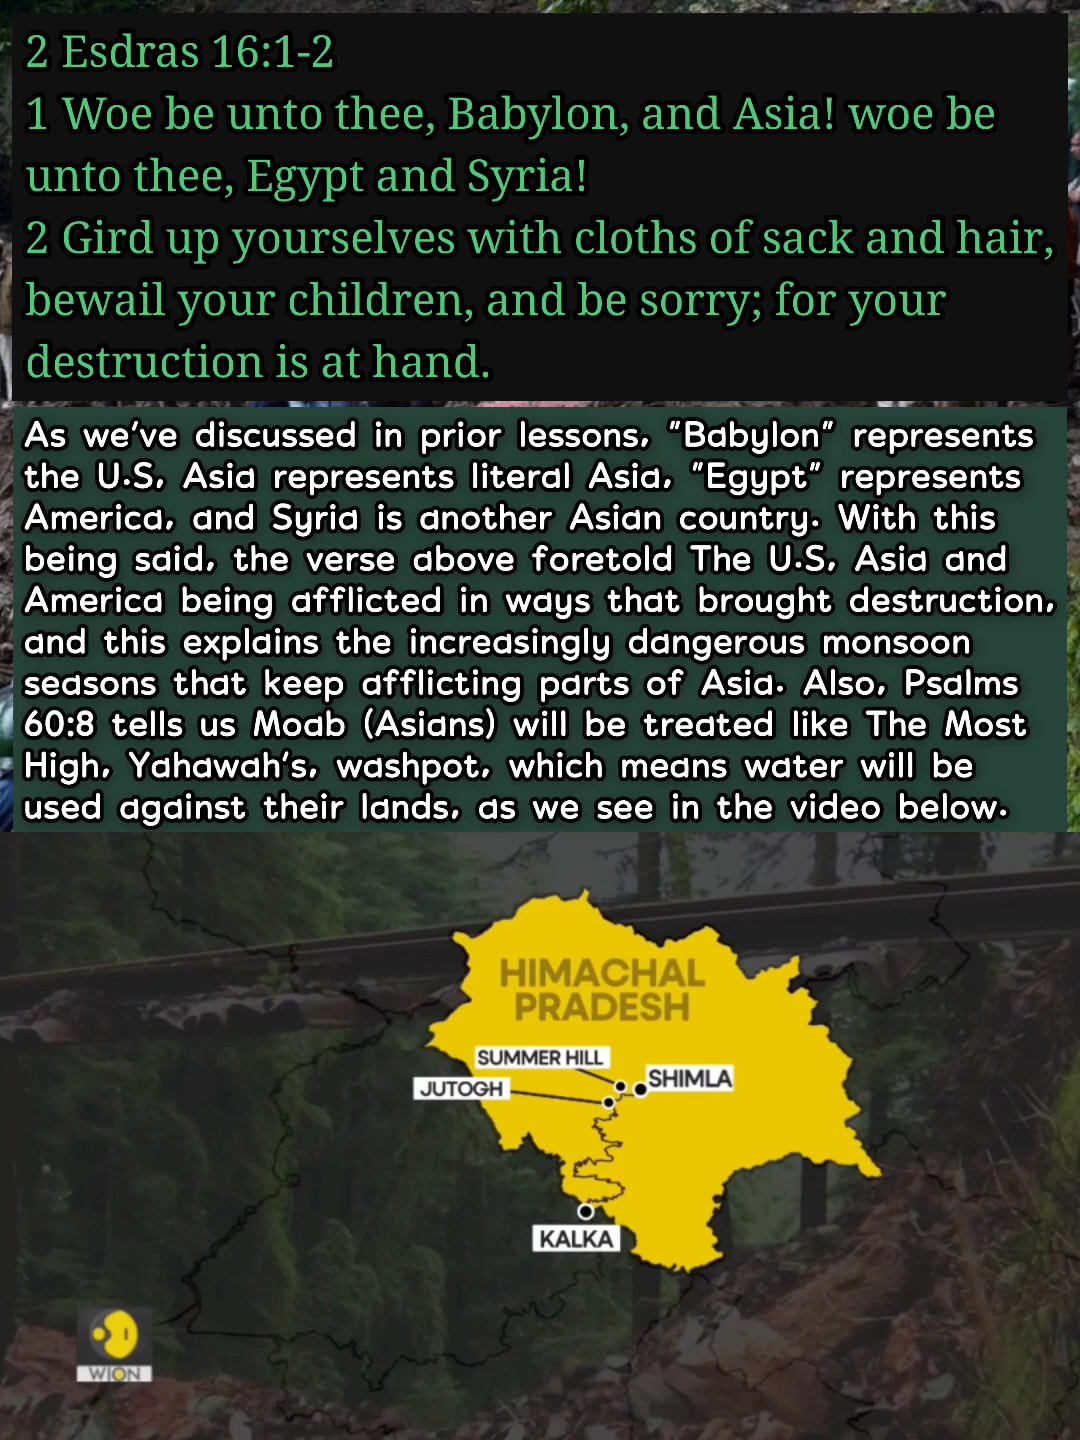 2 Esdras 16:1-2
1 Woe be unto thee, Babylon, and Asia! woe be
unto thee, Egypt and Syria!
2 Gird up yourselves with cloths of sack and hair,
bewail your children, and be sorry; for your
destruction is at hand.
As we've discussed in prior lessons, "Babylon" represents
the U.S, Asia represents literal Asia, "Egypt" represents
America, and Syria is another Asian country. With this
being said, the verse above foretold The U.S, Asia and
America being afflicted in ways that brought destruction,
and this explains the increasingly dangerous monsoon
seasons that keep afflicting parts of Asia. Also, Psalms
60:8 tells us Moab (Asians) will be treated like The Most
High, Yahawah's, washpot, which means water will be
used against their lands, as we see in the video below.
HIMACHAL
PRADESH
SUMMER HILL
SHIMLA
JUTOGH
KALKA
WION